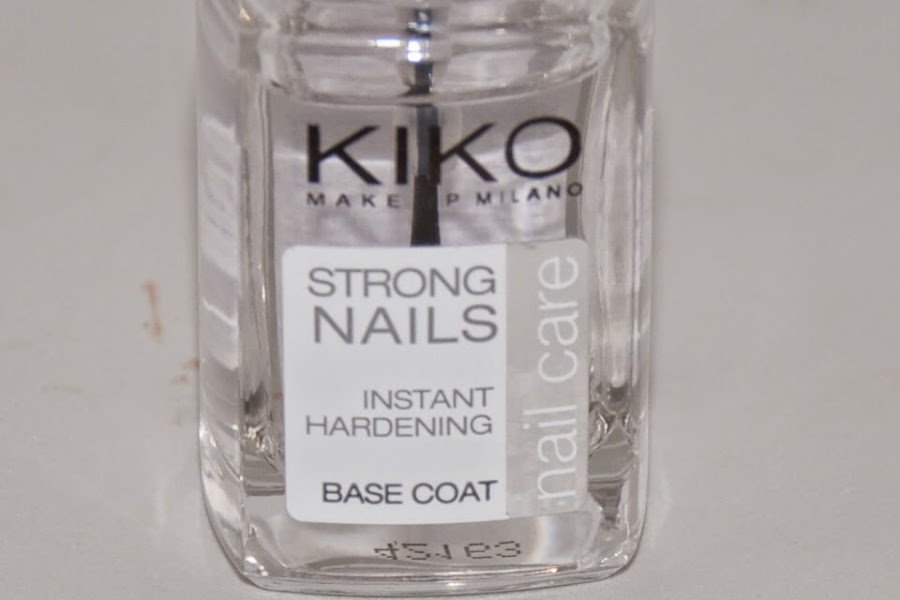 KIKO
MAKE P MILANO
STRONG
NAILS
INSTANT
HARDENING
BASE COAT
nail care